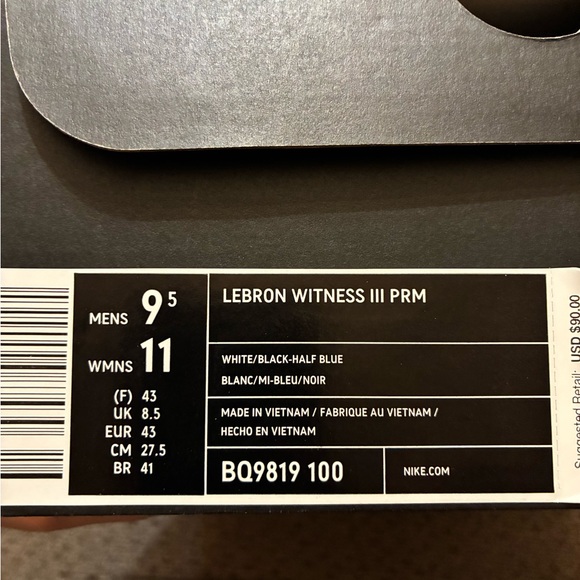 MENS 9 5
WMNS 11
(F) 43
UK 8.5
EUR 43
CM 27.5
BR 41
LEBRON WITNESS III PRM
WHITE/BLACK-HALF BLUE
BLANC/MI-BLEU/NOIR
MADE IN VIETNAM / FABRIQUE AU VIETNAM /
HECHO EN VIETNAM
BQ9819 100
NIKE.COM
Suggested Retail: USD $90.00